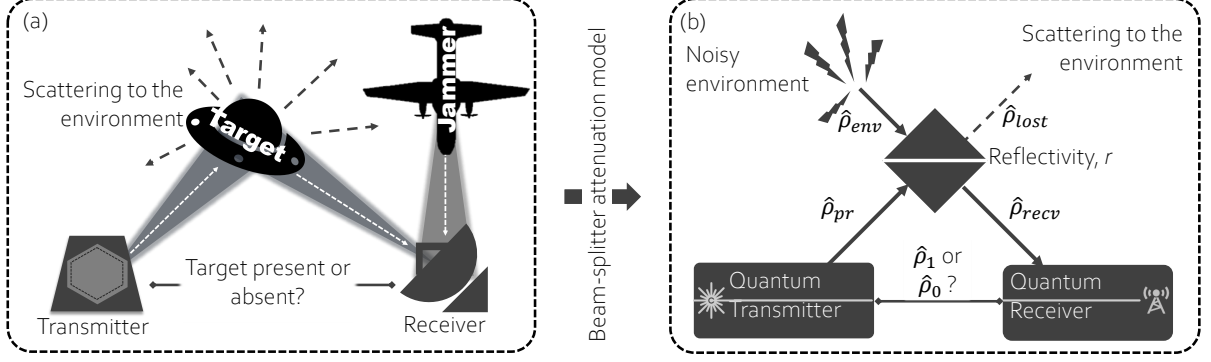 (a)
Jammer
Scattering to the
environment
Target
Target present or
absent?
Transmitter
Receiver
Beam-splitter attenuation model
(b)
Noisy
environment
Scattering to the
environment
ρ̂env
ρ̂lost
Reflectivity, r
ρ̂pr
ρ̂recv
Quantum
Transmitter
ρ̂1 or
ρ̂0 ?
Quantum
Receiver